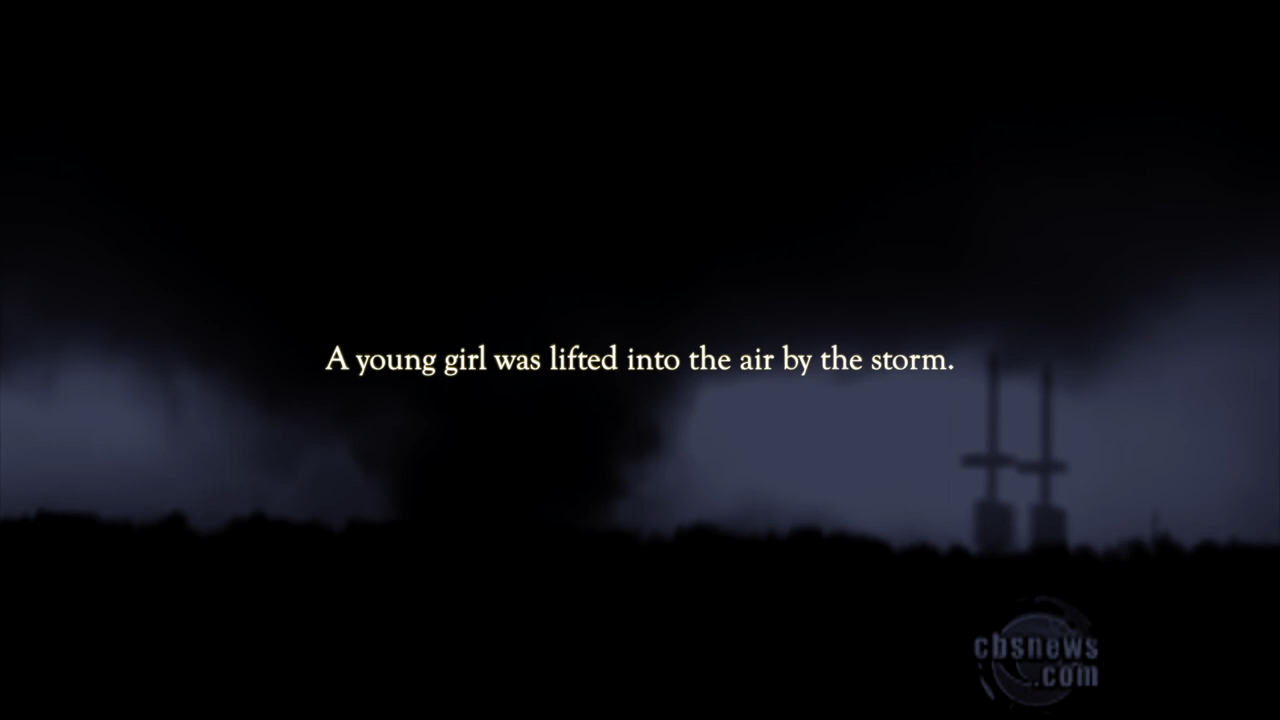 A young girl was lifted into the air by the storm.
cbsnews
.com